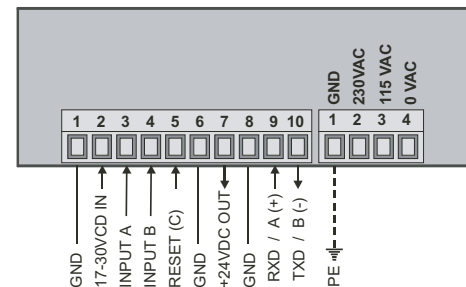 GND
230VAC
115 VAC
0 VAC
1 2 3 4 5 6 7 8 9 10
1 2 3 4
GND
17-30VCD IN
INPUT A
INPUT B
RESET (C)
GND
+24VDC OUT
GND
RXD / A (+)
TXD / B (-)
PE